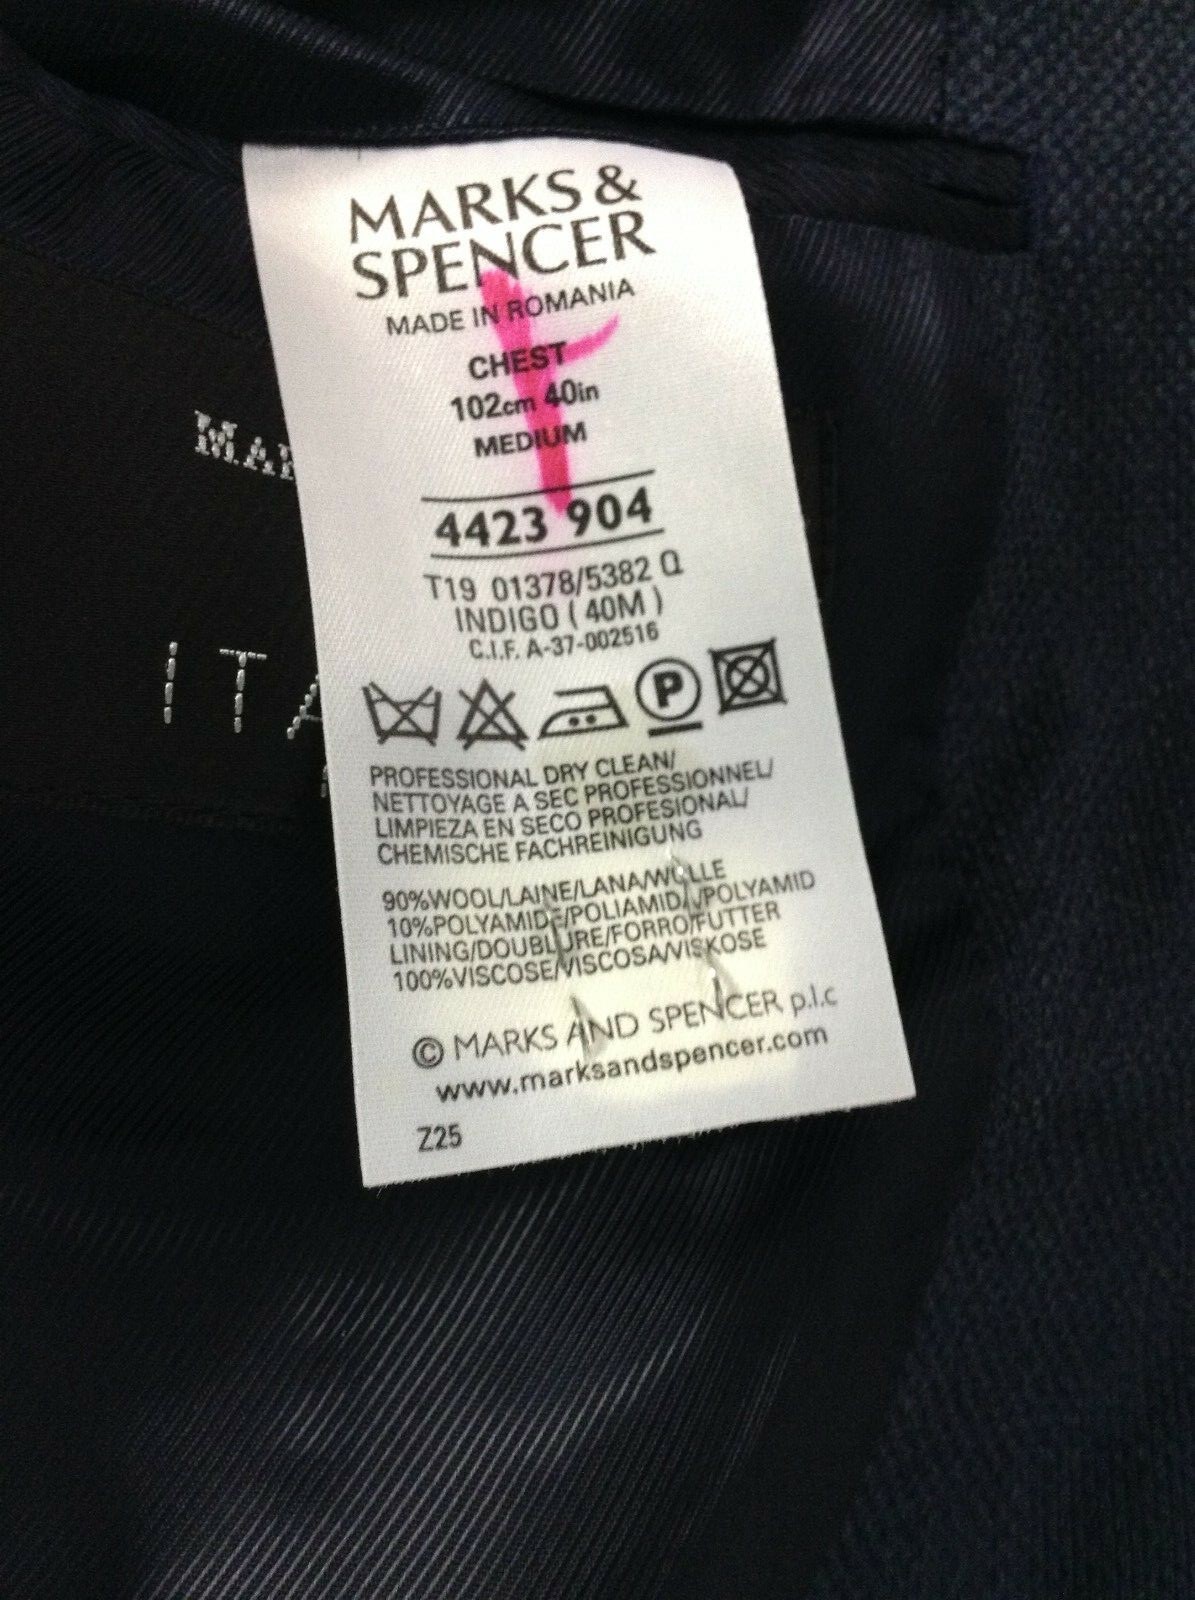 MARKS &
SPENCER
MADE IN ROMANIA
CHEST
102cm 40in
MEDIUM
4423 904
T19 01378/5382 Q
INDIGO ( 40M )
C.I.F. A-37-002516
P
PROFESSIONAL DRY CLEAN/
NETTOYAGE A SEC PROFESSIONNEL/
LIMPIEZA EN SECO PROFESIONAL/
CHEMISCHE FACHREINIGUNG
90%WOOL/LAINE/LANA/WOLLE
10%POLYAMIDE/POLIAMIDA/POLYAMID
LINING/DOUBLURE/FORRO/FUTTER
100%VISCOSE/VISCOSA/VISKOSE
© MARKS AND SPENCER p.l.c
www.marksandspencer.com
Z25